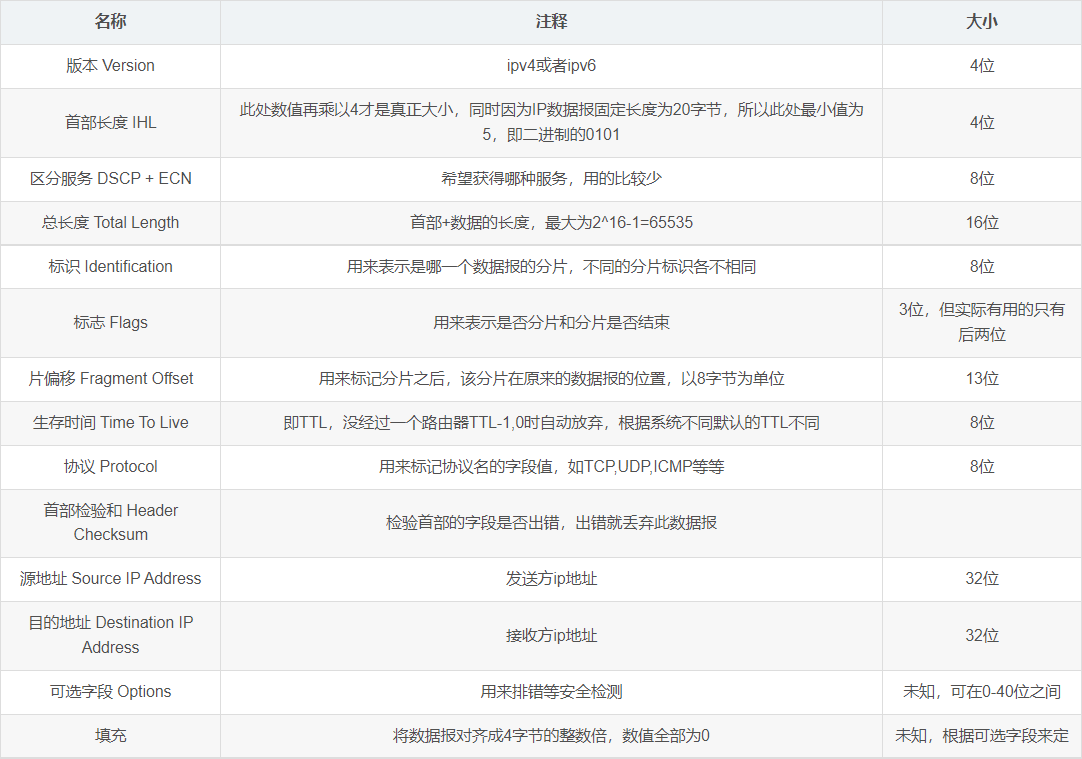 名称 注释 大小
版本 Version ipv4或者ipv6 4位
首部长度 IHL 此处数值再乘以4才是真正大小，同时因为IP数据报固定长度为20字节，所以此处最小值为
5，即二进制的0101 4位
区分服务 DSCP + ECN 希望获得哪种服务，用的比较少 8位
总长度 Total Length 首部+数据的长度，最大为2^16-1=65535 16位
标识 Identification 用来表示是哪一个数据报的分片，不同的分片标识各不相同 8位
标志 Flags 用来表示是否分片和分片是否结束 3位，但实际有用的只有
后两位
片偏移 Fragment Offset 用来标记分片之后，该分片在原来的数据报的位置，以8字节为单位 13位
生存时间 Time To Live 即TTL，没经过一个路由器TTL-1,0时自动放弃，根据系统不同默认的TTL不同 8位
协议 Protocol 用来标记协议名的字段值，如TCP,UDP,ICMP等等 8位
首部检验和 Header
Checksum 检验首部的字段是否出错，出错就丢弃此数据报
源地址 Source IP Address 发送方ip地址 32位
目的地址 Destination IP
Address 接收方ip地址 32位
可选字段 Options 用来排错等安全检测 未知，可在0-40位之间
填充 将数据报对齐成4字节的整数倍，数值全部为0 未知，根据可选字段来定